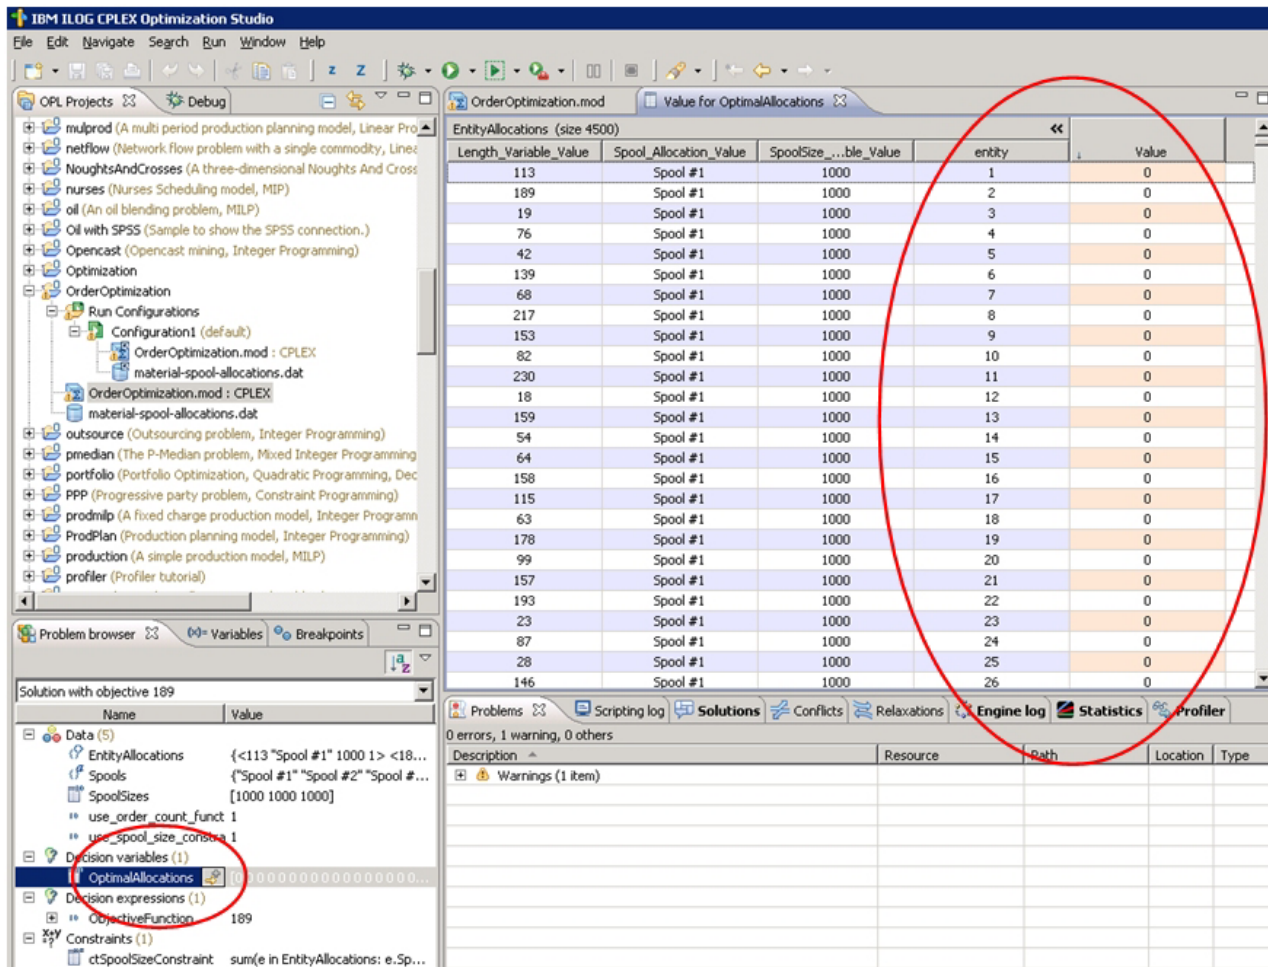 IBM ILOG CPLEX Optimization Studio
File Edit Navigate Search Run Window Help
OPL Projects Debug
mulprod (A multi period production planning model, Linear Pro
netflow (Network flow problem with a single commodity, Linea
NoughtsAndCrosses (A three-dimensional Noughts And Cross
nurses (Nurses Scheduling model, MIP)
oil (An oil blending problem, MILP)
Oil with SPSS (Sample to show the SPSS connection.)
Opencast (Opencast mining, Integer Programming)
Optimization
OrderOptimization
Run Configurations
Configuration1 (default)
OrderOptimization.mod : CPLEX
material-spool-allocations.dat
OrderOptimization.mod : CPLEX
material-spool-allocations.dat
outsource (Outsourcing problem, Integer Programming)
pmedian (The P-Median problem, Mixed Integer Programming
portfolio (Portfolio Optimization, Quadratic Programming, Dec
PPP (Progressive party problem, Constraint Programming)
prodmilp (A fixed charge production model, Integer Programm
ProdPlan (Production planning model, Integer Programming)
production (A simple production model, MILP)
profiler (Profiler tutorial)
OrderOptimization.mod Value for OptimalAllocations
EntityAllocations (size 4500)
Length_Variable_Value Spool_Allocation_Value SpoolSize_...ble_Value entity Value
113 Spool #1 1000 1 0
189 Spool #1 1000 2 0
19 Spool #1 1000 3 0
76 Spool #1 1000 4 0
42 Spool #1 1000 5 0
139 Spool #1 1000 6 0
68 Spool #1 1000 7 0
217 Spool #1 1000 8 0
153 Spool #1 1000 9 0
82 Spool #1 1000 10 0
230 Spool #1 1000 11 0
18 Spool #1 1000 12 0
159 Spool #1 1000 13 0
54 Spool #1 1000 14 0
64 Spool #1 1000 15 0
158 Spool #1 1000 16 0
115 Spool #1 1000 17 0
63 Spool #1 1000 18 0
178 Spool #1 1000 19 0
99 Spool #1 1000 20 0
157 Spool #1 1000 21 0
193 Spool #1 1000 22 0
23 Spool #1 1000 23 0
87 Spool #1 1000 24 0
28 Spool #1 1000 25 0
146 Spool #1 1000 26 0
Problem browser Variables Breakpoints
Solution with objective 189
Name Value
Data (5)
EntityAllocations {<113 "Spool #1" 1000 1> <18...
Spools {"Spool #1" "Spool #2" "Spool #...
SpoolSizes [1000 1000 1000]
use_order_count_funct 1
use_spool_size_constra 1
Decision variables (1)
OptimalAllocations [0 0 0 0 0 0 0 0 0 0 0 0 0 0 0 0 0...
Decision expressions (1)
ObjectiveFunction 189
Constraints (1)
ctSpoolSizeConstraint sum(e in EntityAllocations: e.Sp...
Problems Scripting log Solutions Conflicts Relaxations Engine log Statistics Profiler
0 errors, 1 warning, 0 others
Description Resource Path Location Type
Warnings (1 item)